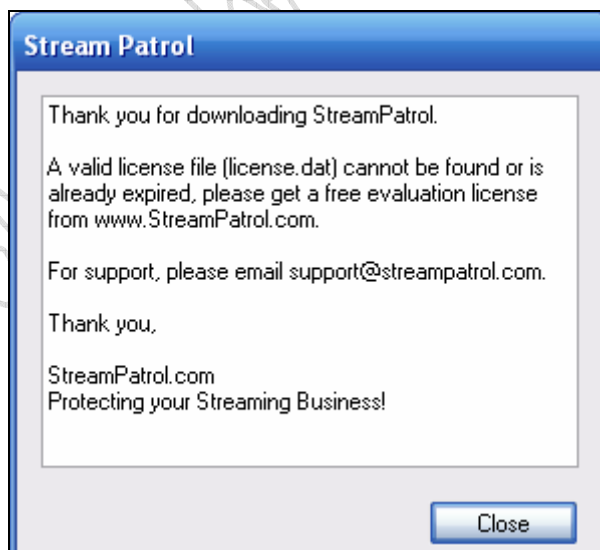 Stream Patrol
Thank you for downloading StreamPatrol.
A valid license file (license.dat) cannot be found or is
already expired, please get a free evaluation license
from www.StreamPatrol.com.
For support, please email support@streampatrol.com.
Thank you,
StreamPatrol.com
Protecting your Streaming Business!
Close